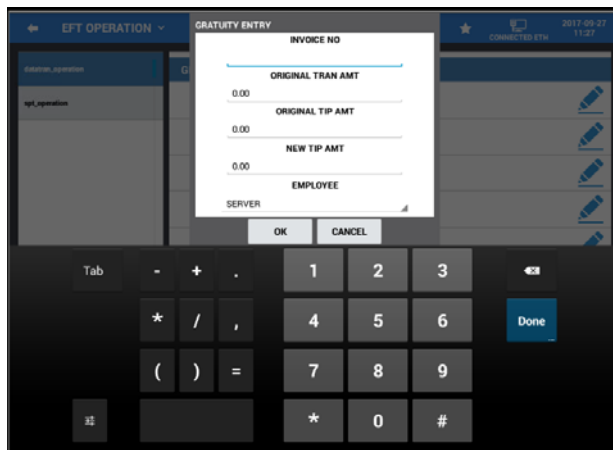 EFT OPERATION
GRATUITY ENTRY
CONNECTED ETH
2017-09-27
11:27
INVOICE NO
datatran_operation
G
ORIGINAL TRAN AMT
0.00
opt_operation
ORIGINAL TIP AMT
0.00
NEW TIP AMT
0.00
EMPLOYEE
SERVER
OK CANCEL
Tab - + . 1 2 3
* / , 4 5 6 Done
( ) = 7 8 9
* 0 #